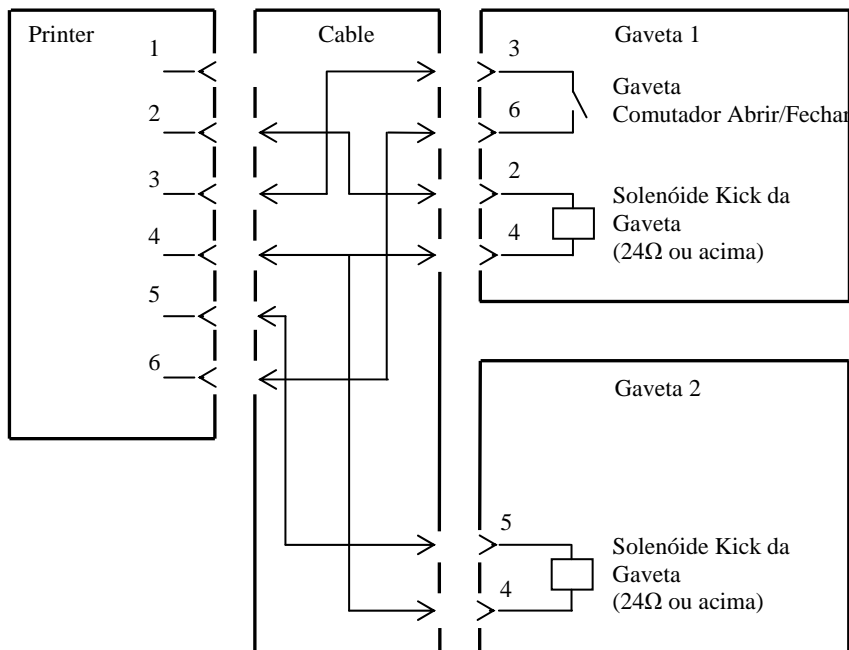 Printer
1
2
3
4
5
6
Cable
Gaveta 1
3
Gaveta
Comutador Abrir/Fechar
6
2
Solenóide Kick da
Gaveta
(24Ω ou acima)
4
Gaveta 2
5
Solenóide Kick da
Gaveta
(24Ω ou acima)
4